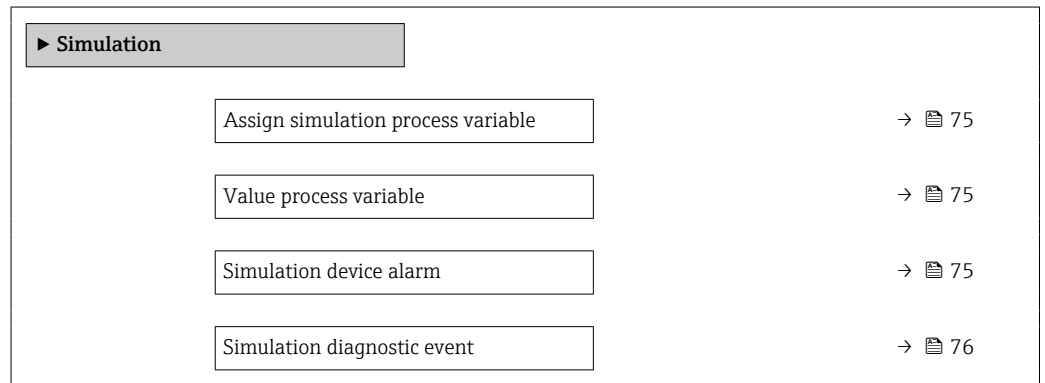 ▶ Simulation
Assign simulation process variable → 75
Value process variable → 75
Simulation device alarm → 75
Simulation diagnostic event → 76